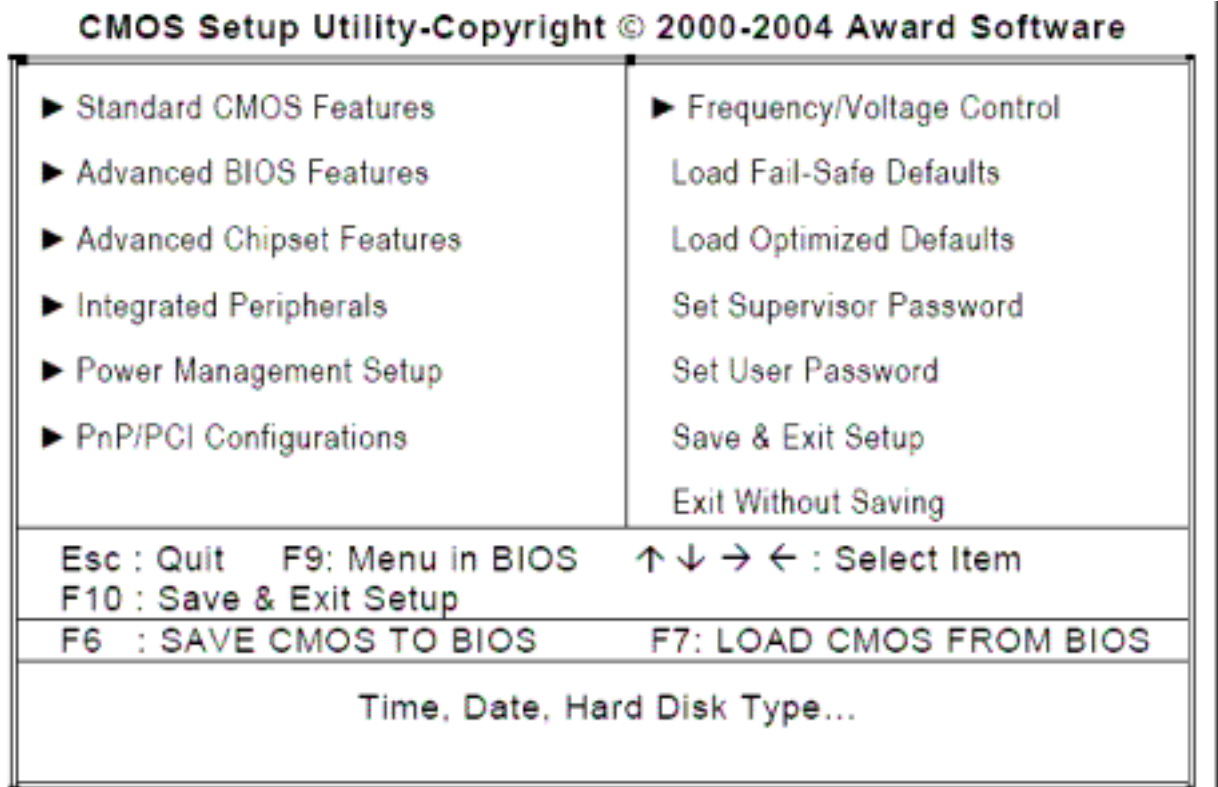 CMOS Setup Utility-Copyright © 2000-2004 Award Software
► Standard CMOS Features
► Advanced BIOS Features
► Advanced Chipset Features
► Integrated Peripherals
► Power Management Setup
► PnP/PCI Configurations
► Frequency/Voltage Control
Load Fail-Safe Defaults
Load Optimized Defaults
Set Supervisor Password
Set User Password
Save & Exit Setup
Exit Without Saving
Esc : Quit F9: Menu in BIOS ↑ ↓ → ← : Select Item
F10 : Save & Exit Setup
F6 : SAVE CMOS TO BIOS F7: LOAD CMOS FROM BIOS
Time, Date, Hard Disk Type...